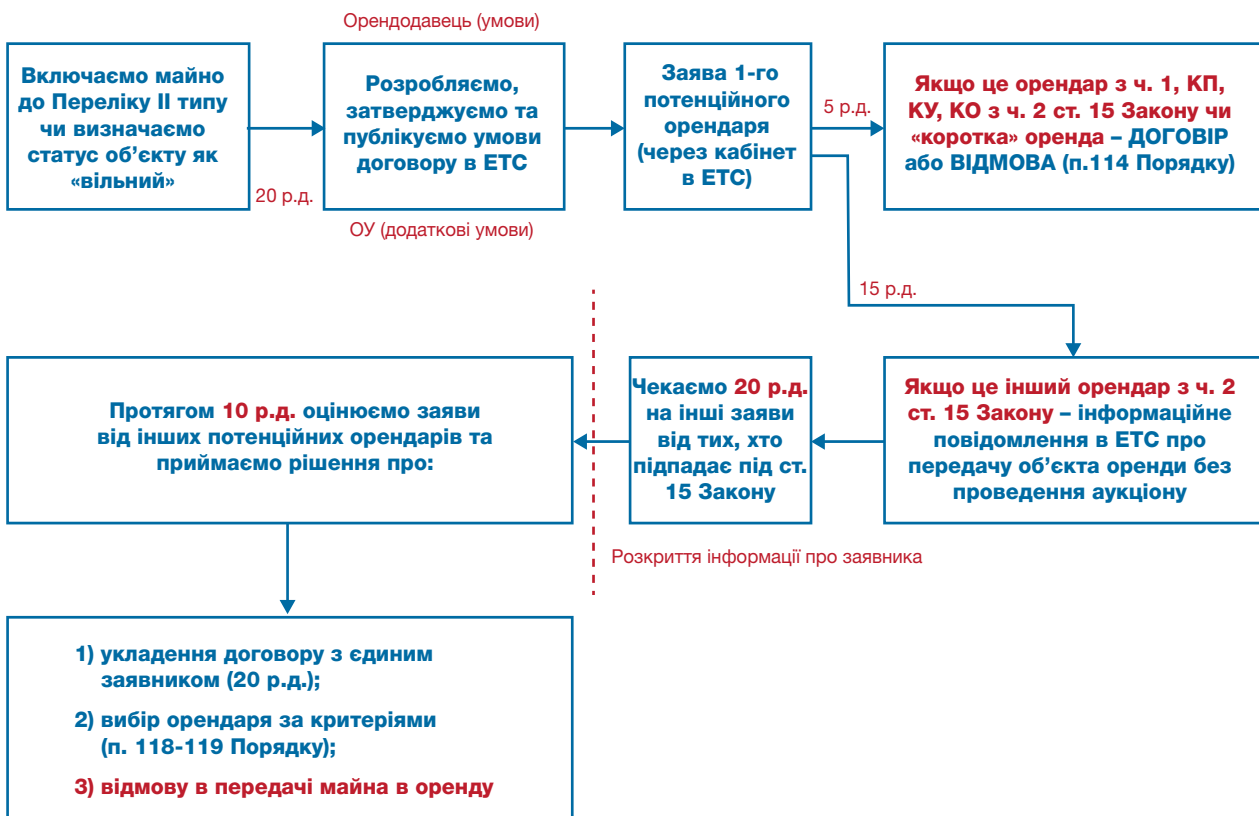 Орендодавець (умови)
Включаємо майно
до Переліку ІІ типу
чи визначаємо
статус об’єкту як
«вільний»
20 р.д.
Розробляємо,
затверджуємо та
публікуємо умови
договору в ЕТС
ОУ (додаткові умови)
Заява 1-го
потенційного
орендаря
(через кабінет
в ЕТС)
5 р.д.
Якщо це орендар з ч. 1, КП,
КУ, КО з ч. 2 ст. 15 Закону чи
«коротка» оренда – ДОГОВІР
або ВІДМОВА (п.114 Порядку)
15 р.д.
Якщо це інший орендар з ч. 2
ст. 15 Закону – інформаційне
повідомлення в ЕТС про
передачу об’єкта оренди без
проведення аукціону
Чекаємо 20 р.д.
на інші заяви
від тих, хто
підпадає під ст.
15 Закону
Розкриття інформації про заявника
Протягом 10 р.д. оцінюємо заяви
від інших потенційних орендарів та
приймаємо рішення про:
1) укладення договору з єдиним
заявником (20 р.д.);
2) вибір орендаря за критеріями
(п. 118-119 Порядку);
3) відмову в передачі майна в оренду